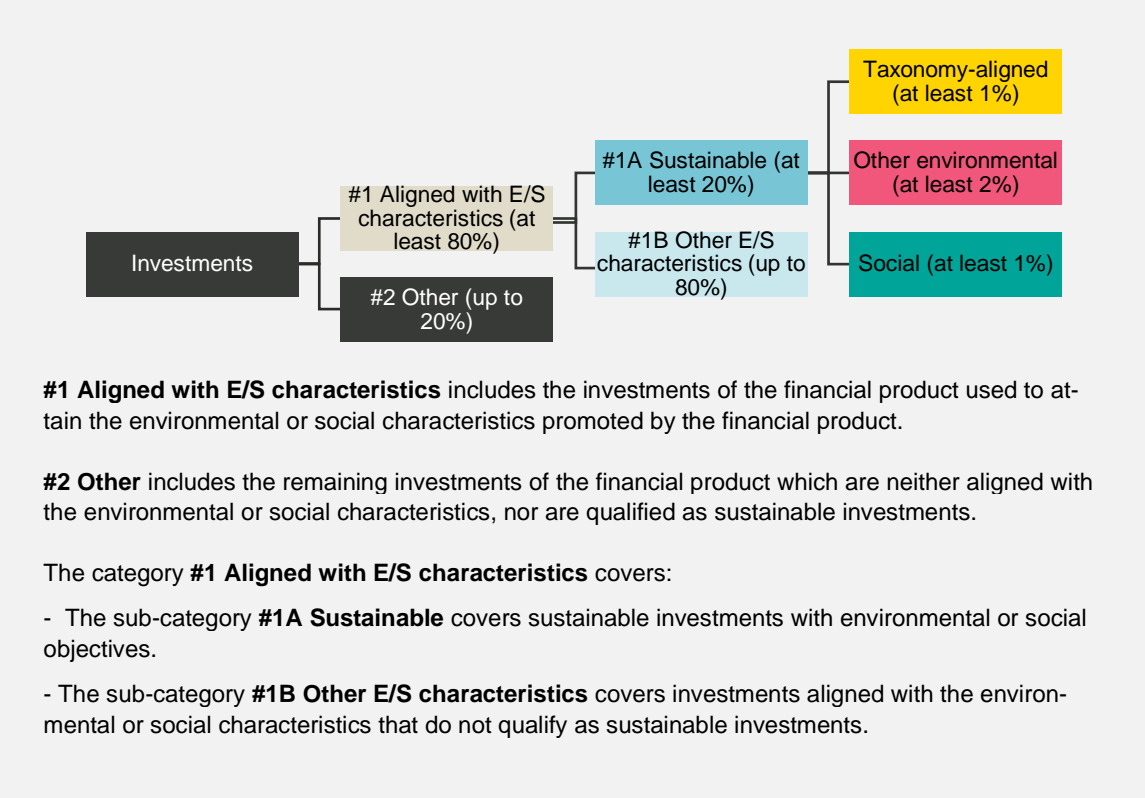 Taxonomy-aligned
(at least 1%)
#1A Sustainable (at
least 20%)
Other environmental
(at least 2%)
#1 Aligned with E/S
characteristics (at
least 80%)
Investments
#1B Other E/S
characteristics (up to
80%)
Social (at least 1%)
#2 Other (up to
20%)
#1 Aligned with E/S characteristics includes the investments of the financial product used to at-
tain the environmental or social characteristics promoted by the financial product.
#2 Other includes the remaining investments of the financial product which are neither aligned with
the environmental or social characteristics, nor are qualified as sustainable investments.
The category #1 Aligned with E/S characteristics covers:
- The sub-category #1A Sustainable covers sustainable investments with environmental or social
objectives.
- The sub-category #1B Other E/S characteristics covers investments aligned with the environ-
mental or social characteristics that do not qualify as sustainable investments.